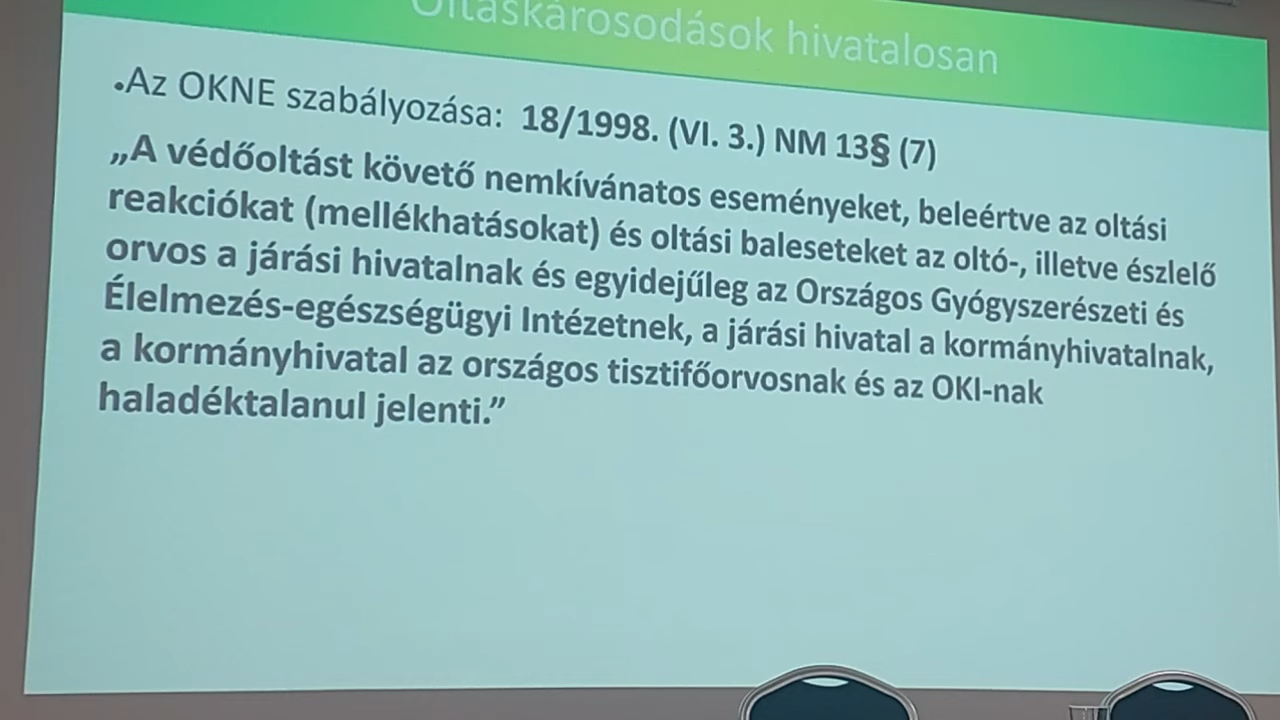 Oltáskárosodások hivatalosan
•Az OKNE szabályozása: 18/1998. (VI. 3.) NM 13§ (7)
„A védőoltást követő nemkívánatos eseményeket, beleértve az oltási
reakciókat (mellékhatásokat) és oltási baleseteket az oltó-, illetve észlelő
orvos a járási hivatalnak és egyidejűleg az Országos Gyógyszerészeti és
Élelmezés-egészségügyi Intézetnek, a járási hivatal a kormányhivatalnak,
a kormányhivatal az országos tisztifőorvosnak és az OKI-nak
haladéktalanul jelenti.”